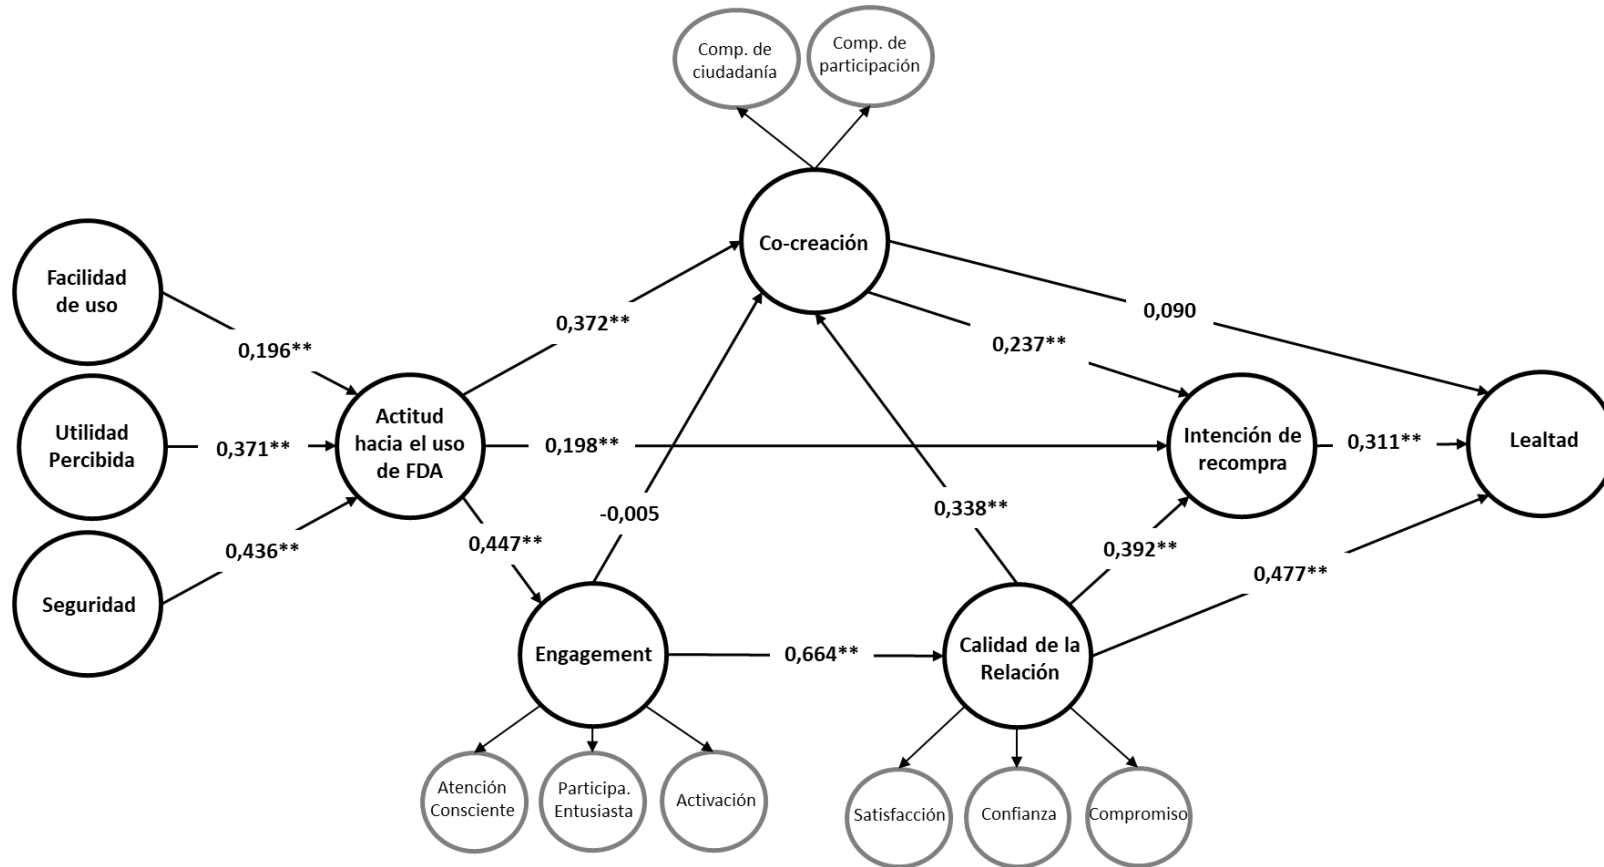 Comp. de
ciudadanía
Comp. de
participación
Co-creación
Facilidad
de uso
0,372**
0,090
0,196**
0,237**
Utilidad
Percibida
0,371**
Actitud
hacia el uso
de FDA
0,198**
Intención de
recompra
0,311**
Lealtad
-0,005
0,338**
0,436**
0,447**
0,392**
0,477**
Seguridad
Engagement
0,664**
Calidad de la
Relación
Atención
Consciente
Participa.
Entusiasta
Activación
Satisfacción
Confianza
Compromiso